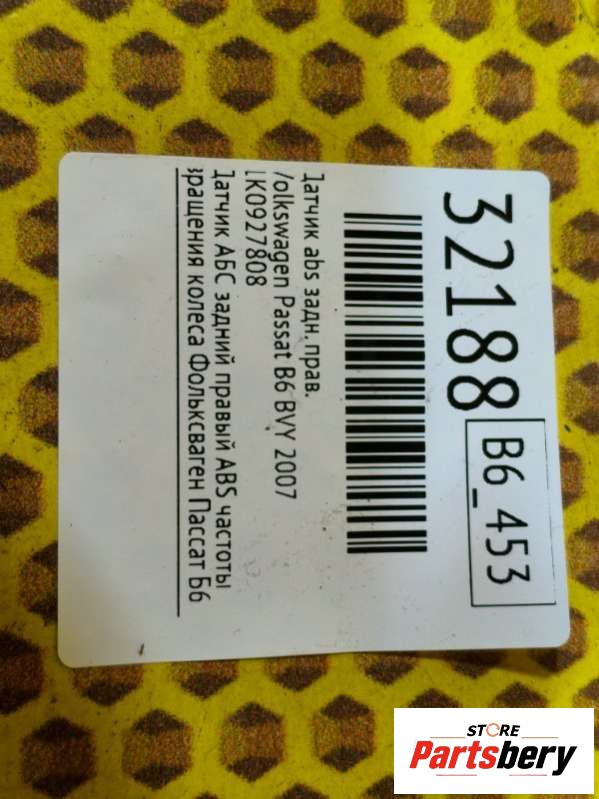 32188
B6_453
Датчик abs задн. прав.
Volkswagen Passat B6 BVY 2007
1K0927808
Датчик АБС задний правый ABS частоты
вращения колеса Фольксваген Пассат Б6
STORE
Partsbery